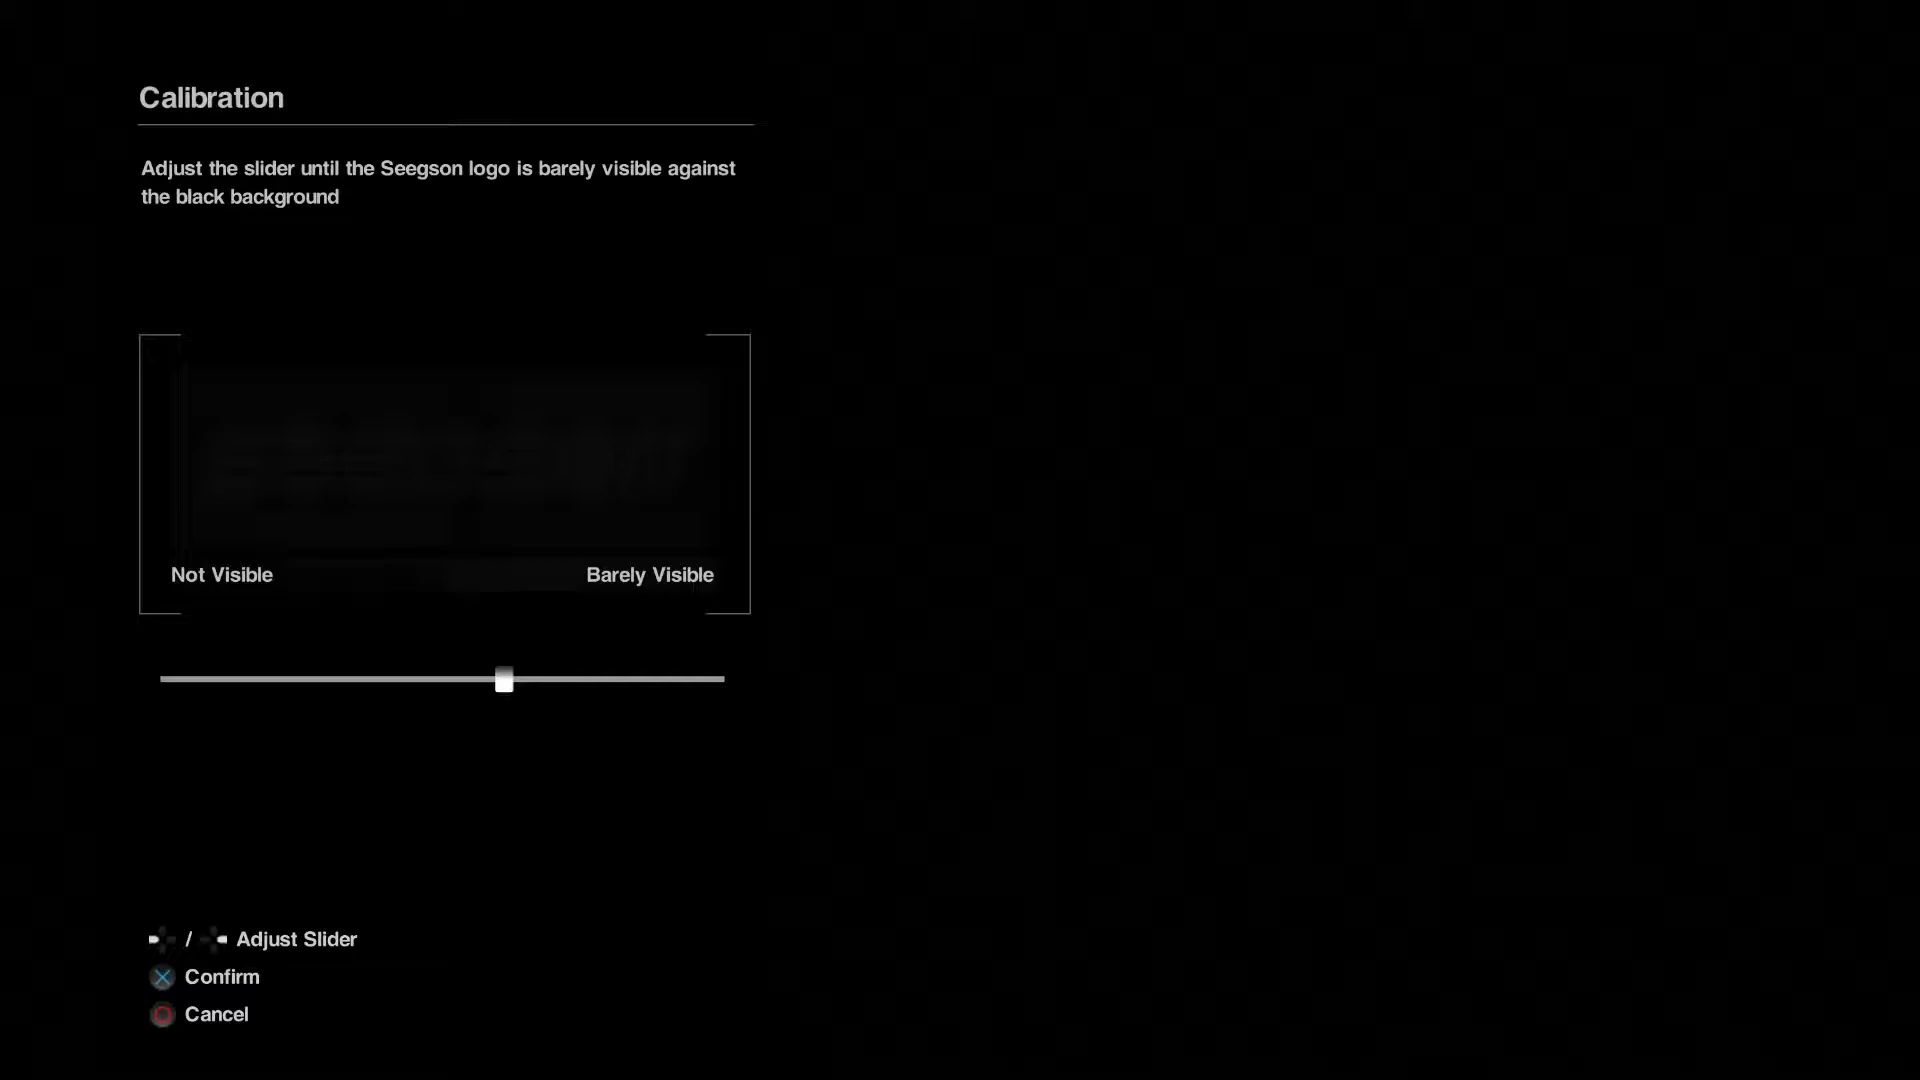 Calibration
Adjust the slider until the Seegson logo is barely visible against
the black background
Not Visible
Barely Visible
/ Adjust Slider
Confirm
Cancel